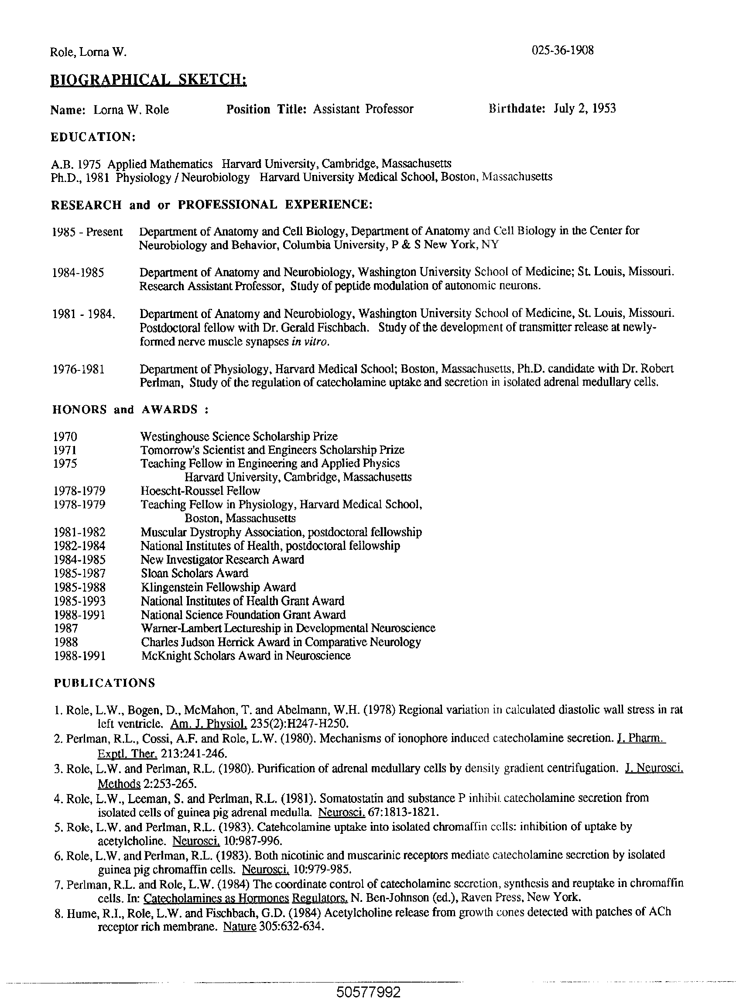 Role, Lorna W. 025-36-1908
BIOGRAPHICAL SKETCH:
Name: Lorna W. Role Position Title: Assistant Professor Birthdate: July 2, 1953
EDUCATION:
A.B. 1975 Applied Mathematics Harvard University, Cambridge, Massachusetts
Ph.D., 1981 Physiology / Neurobiology Harvard University Medical School, Boston, Massachusetts
RESEARCH and or PROFESSIONAL EXPERIENCE:
1985 - Present Department of Anatomy and Cell Biology, Department of Anatomy and Cell Biology in the Center for
Neurobiology and Behavior, Columbia University, P & S New York, NY
1984-1985 Department of Anatomy and Neurobiology, Washington University School of Medicine; St. Louis, Missouri.
Research Assistant Professor, Study of peptide modulation of autonomic neurons.
1981 - 1984. Department of Anatomy and Neurobiology, Washington University School of Medicine, St. Louis, Missouri.
Postdoctoral fellow with Dr. Gerald Fischbach. Study of the development of transmitter release at newly-
formed nerve muscle synapses in vitro.
1976-1981 Department of Physiology, Harvard Medical School; Boston, Massachusetts, Ph.D. candidate with Dr. Robert
Perlman, Study of the regulation of catecholamine uptake and secretion in isolated adrenal medullary cells.
HONORS and AWARDS :
1970 Westinghouse Science Scholarship Prize
1971 Tomorrow's Scientist and Engineers Scholarship Prize
1975 Teaching Fellow in Engineering and Applied Physics
Harvard University, Cambridge, Massachusetts
1978-1979 Hoescht-Roussel Fellow
1978-1979 Teaching Fellow in Physiology, Harvard Medical School,
Boston, Massachusetts
1981-1982 Muscular Dystrophy Association, postdoctoral fellowship
1982-1984 National Institutes of Health, postdoctoral fellowship
1984-1985 New Investigator Research Award
1985-1987 Sloan Scholars Award
1985-1988 Klingenstein Fellowship Award
1985-1993 National Institutes of Health Grant Award
1988-1991 National Science Foundation Grant Award
1987 Warner-Lambert Lectureship in Developmental Neuroscience
1988 Charles Judson Herrick Award in Comparative Neurology
1988-1991 McKnight Scholars Award in Neuroscience
PUBLICATIONS
1. Role, L.W., Bogen, D., McMahon, T. and Abelmann, W.H. (1978) Regional variation in calculated diastolic wall stress in rat
left ventricle. Am. J. Physiol. 235(2):H247-H250.
2. Perlman, R.L., Cossi, A.F. and Role, L.W. (1980). Mechanisms of ionophore induced catecholamine secretion. J. Pharm.
Exptl. Ther. 213:241-246.
3. Role, L.W. and Perlman, R.L. (1980). Purification of adrenal medullary cells by density gradient centrifugation. J. Neurosci.
Methods 2:253-265.
4. Role, L.W., Leeman, S. and Perlman, R.L. (1981). Somatostatin and substance P inhibit catecholamine secretion from
isolated cells of guinea pig adrenal medulla. Neurosci. 67:1813-1821.
5. Role, L.W. and Perlman, R.L. (1983). Catehcolamine uptake into isolated chromaffin cells: inhibition of uptake by
acetylcholine. Neurosci. 10:987-996.
6. Role, L.W. and Perlman, R.L. (1983). Both nicotinic and muscarinic receptors mediate catecholamine secretion by isolated
guinea pig chromaffin cells. Neurosci. 10:979-985.
7. Perlman, R.L. and Role, L.W. (1984) The coordinate control of catecholamine secretion, synthesis and reuptake in chromaffin
cells. In: Catecholamines as Hormones Regulators. N. Ben-Johnson (ed.), Raven Press, New York.
8. Hume, R.I., Role, L.W. and Fischbach, G.D. (1984) Acetylcholine release from growth cones detected with patches of ACh
receptor rich membrane. Nature 305:632-634.
50577992